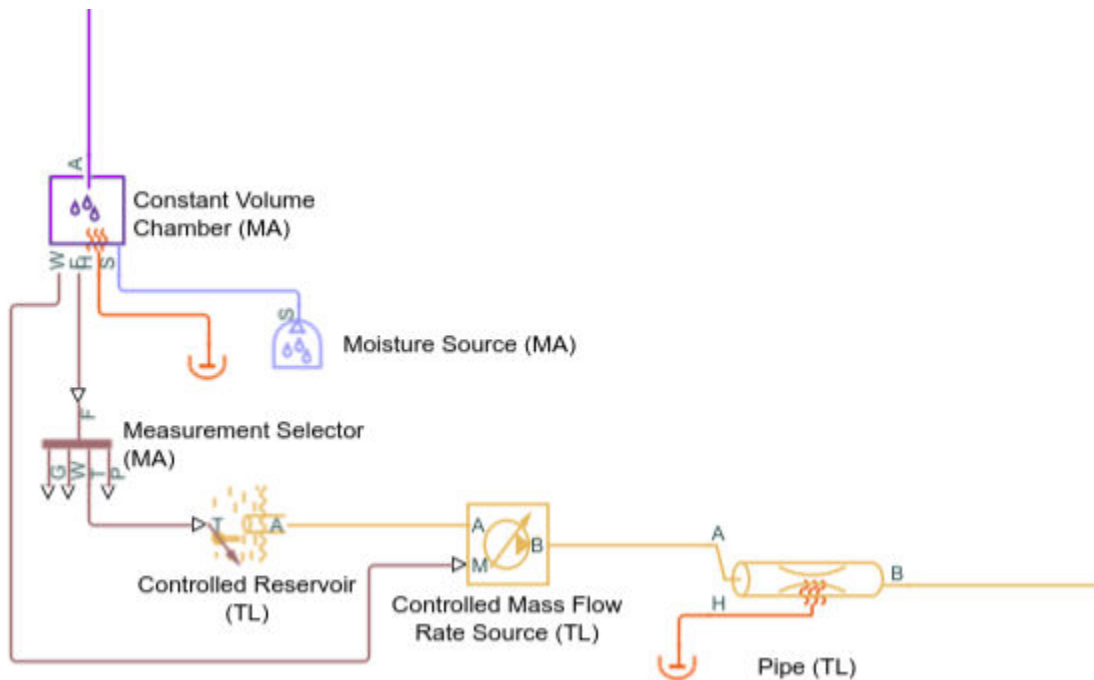 A
Constant Volume
Chamber (MA)
W F H S
S
Moisture Source (MA)
F
Measurement Selector
(MA)
G W T P
T A
A
B
M
Controlled Reservoir
(TL)
Controlled Mass Flow
Rate Source (TL)
A
B
H
Pipe (TL)